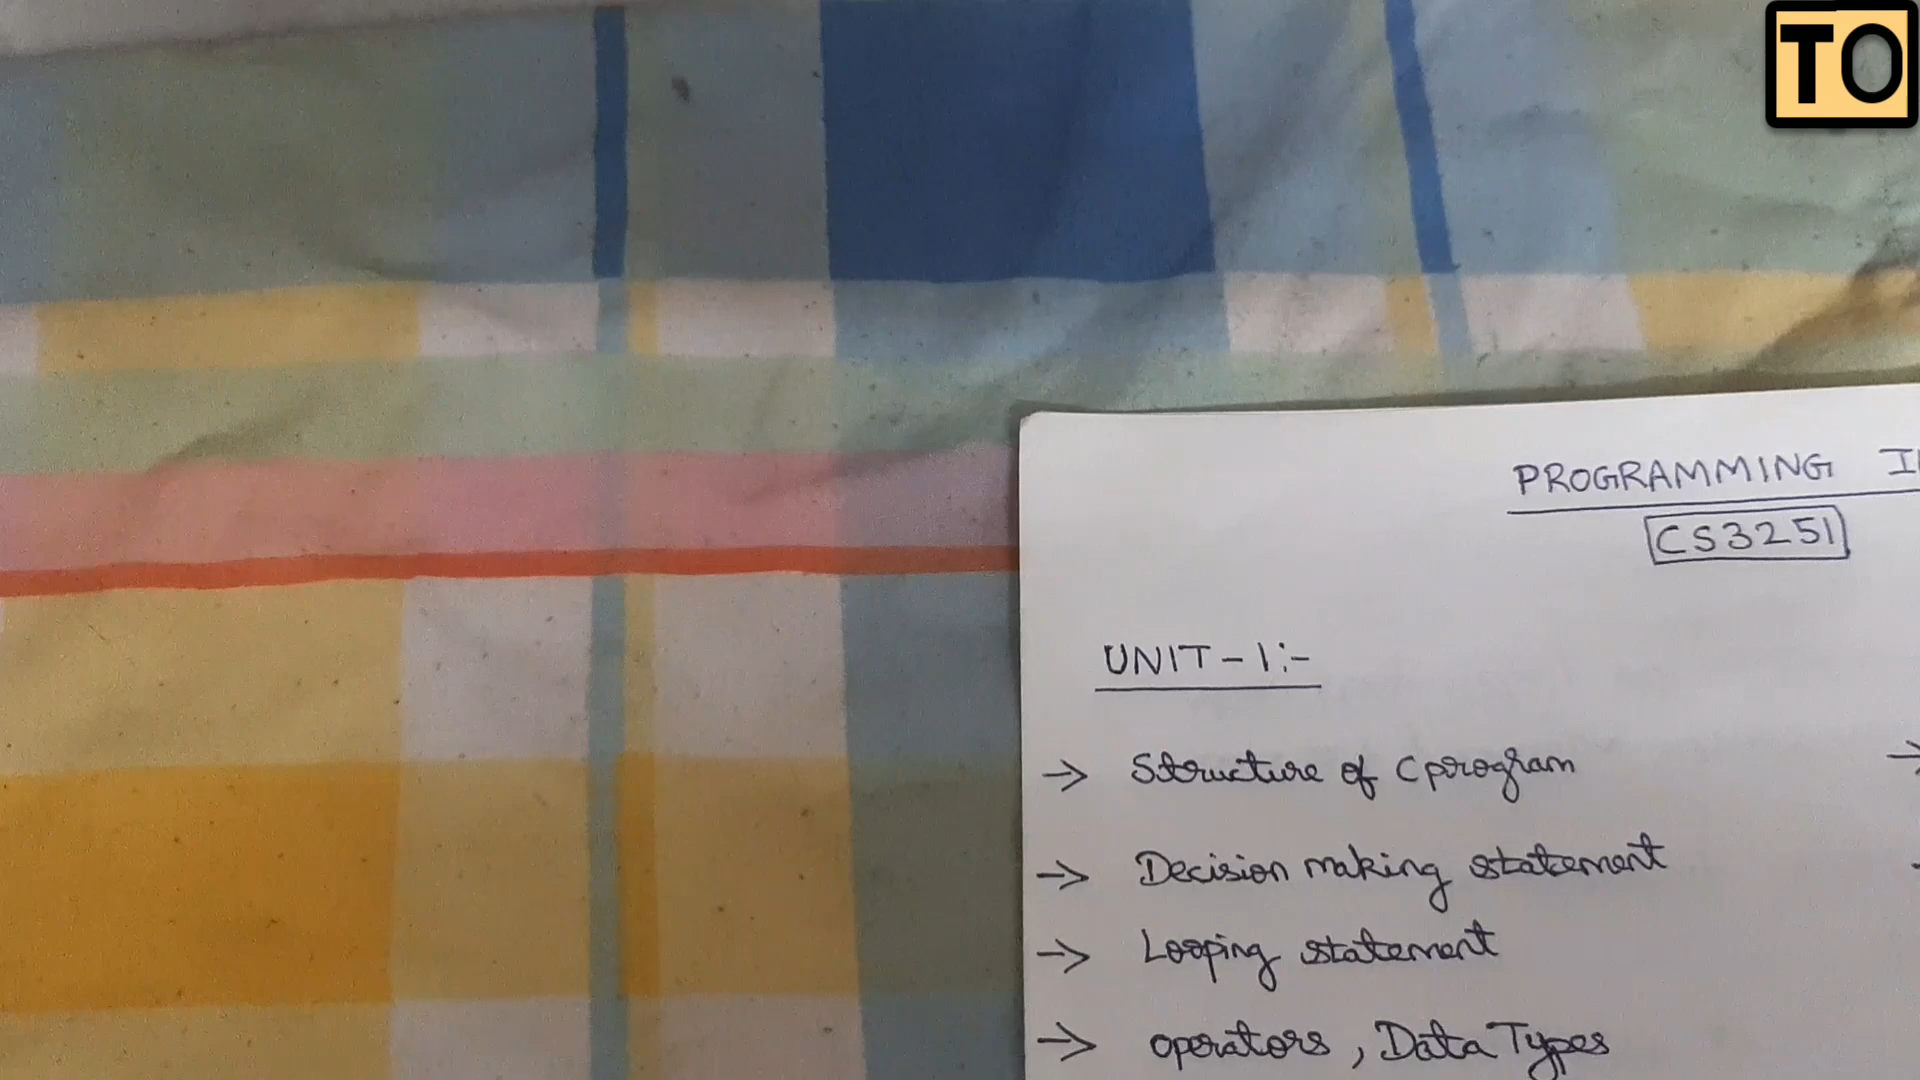 TO
PROGRAMMING
CS3251
UNIT-1:-
→ Structure of C program
→ Decision making statement
→ Looping statement
→ operators, Data Types